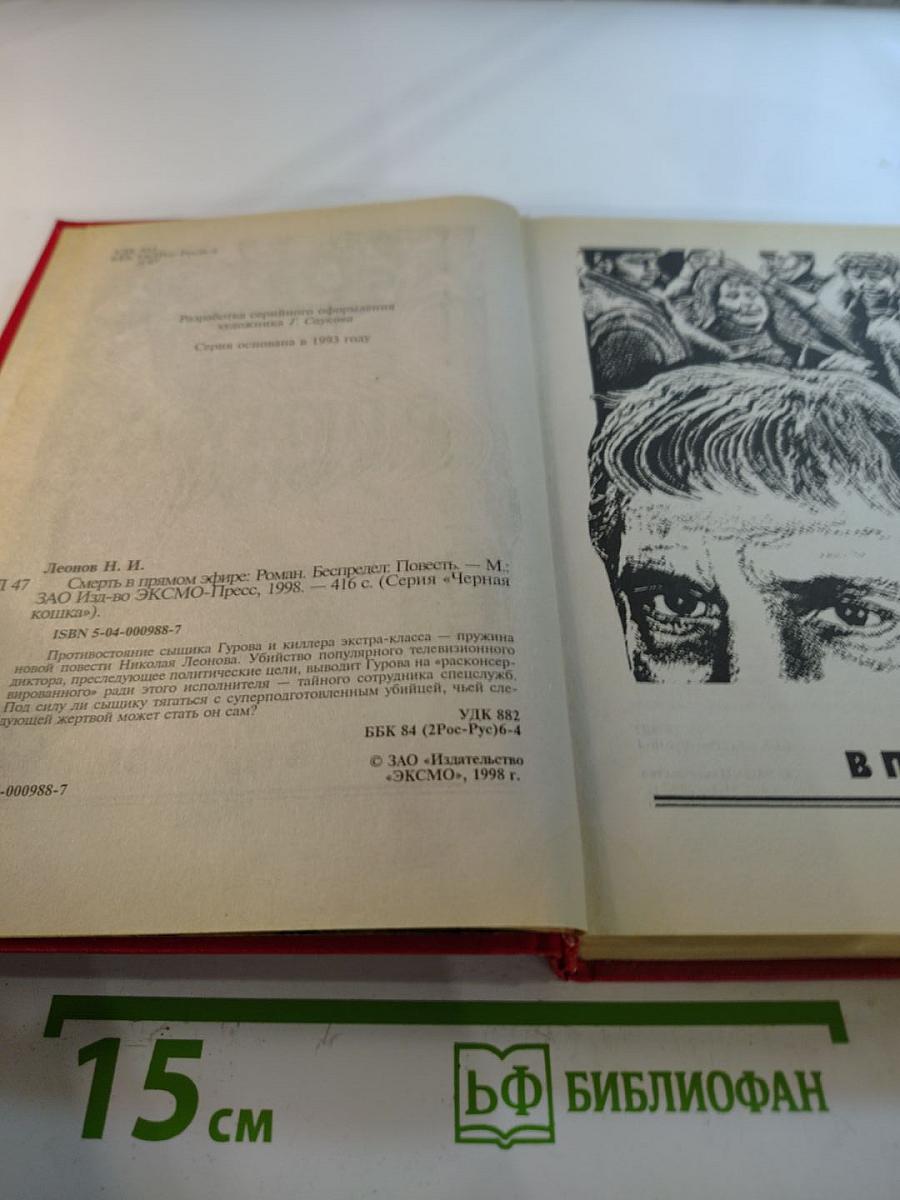 Разработка серийного оформления
художника Г. Саукова
Серия основана в 1993 году
Леонов Н. И.
Л 47 Смерть в прямом эфире: Роман. Беспредел: Повесть. — М.:
ЗАО Изд-во ЭКСМО-Пресс, 1998. — 416 с. (Серия «Черная
кошка»).
ISBN 5-04-000988-7
Противостояние сыщика Гурова и киллера экстра-класса — пружина
новой повести Николая Леонова. Убийство популярного телевизионного
диктора, преследующее политические цели, выводит Гурова на «расконсер-
вированного» ради этого исполнителя — тайного сотрудника спецслужб.
Под силу ли сыщику тягаться с суперподготовленным убийцей, чьей сле-
дующей жертвой может стать он сам?
УДК 882
ББК 84 (2Рос-Рус)6-4
© ЗАО «Издательство
«ЭКСМО», 1998 г.
-000988-7
В П
15 см
БФ БИБЛИОФАН